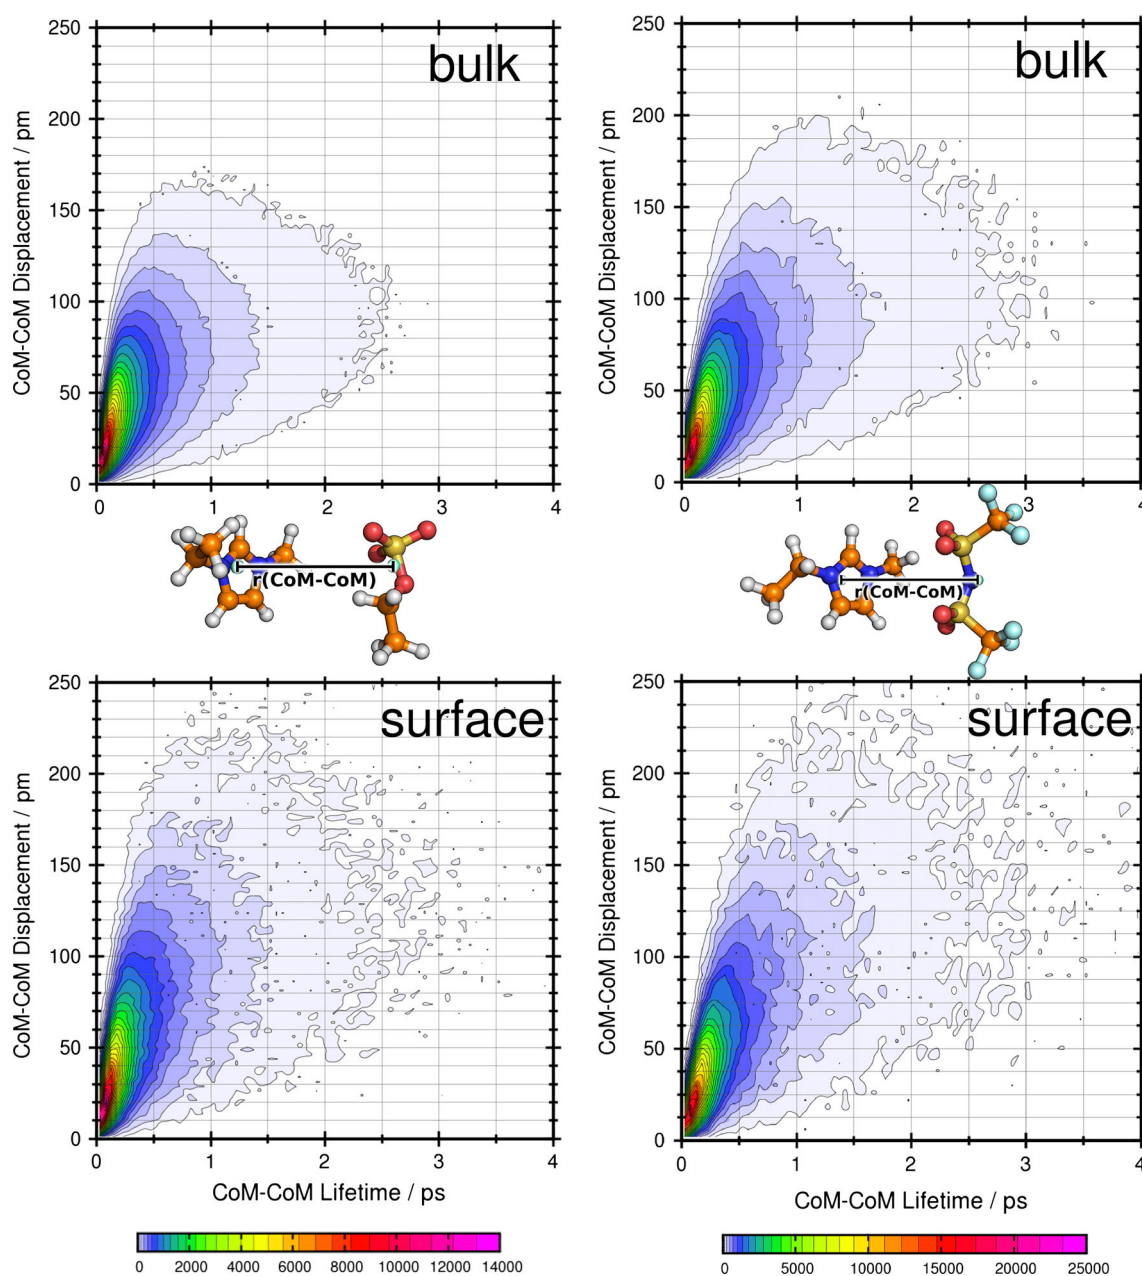 bulk
250
200
150
100
50
0
CoM-CoM Displacement / pm
0 1 2 3 4
bulk
250
200
150
100
50
0
CoM-CoM Displacement / pm
0 1 2 3 4
r(CoM-CoM)
r(CoM-CoM)
surface
250
200
150
100
50
0
CoM-CoM Displacement / pm
0 1 2 3 4
CoM-CoM Lifetime / ps
surface
250
200
150
100
50
0
CoM-CoM Displacement / pm
0 1 2 3 4
CoM-CoM Lifetime / ps
0 2000 4000 6000 8000 10000 12000 14000
0 5000 10000 15000 20000 25000